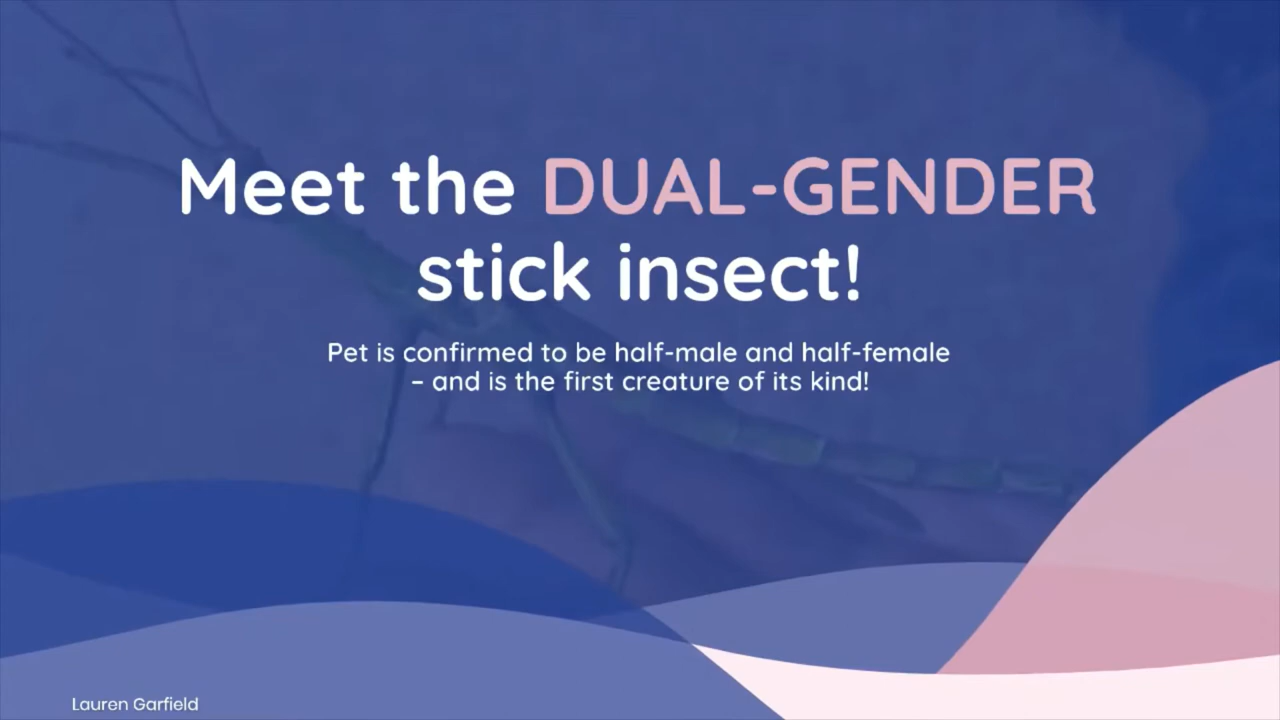 Meet the DUAL-GENDER
stick insect!
Pet is confirmed to be half-male and half-female
– and is the first creature of its kind!
Lauren Garfield